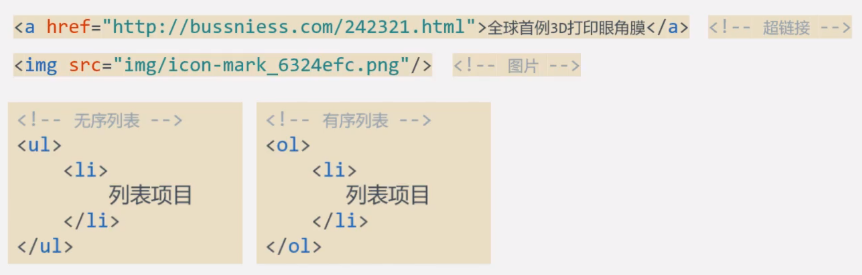 <a href="http://bussniess.com/242321.html">全球首例3D打印眼角膜</a> <!-- 超链接 -->
<img src="img/icon-mark_6324efc.png"/> <!-- 图片 -->
<!-- 无序列表 -->
<ul>
<li>
列表项目
</li>
</ul>
<!-- 有序列表 -->
<ol>
<li>
列表项目
</li>
</ol>